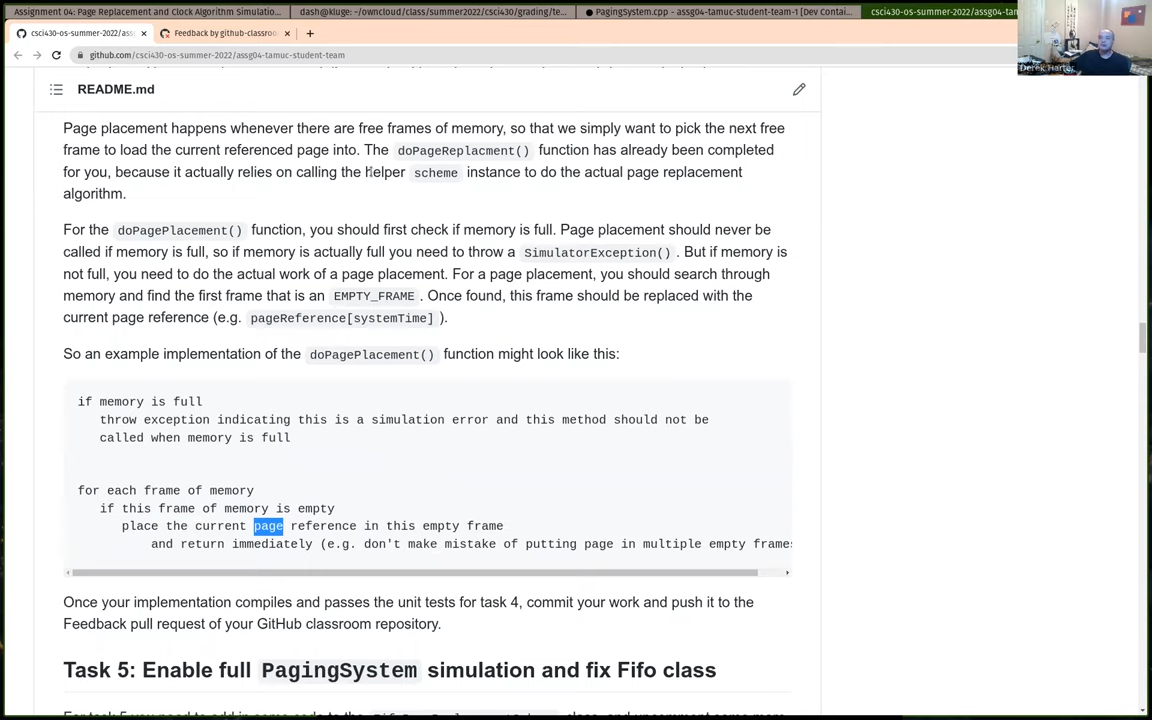 Assignment 04: Page Replacement and Clock Algorithm Simulatio...
dash@kluge: ~/owncloud/class/summer2022/csci430/grading/te...
● PagingSystem.cpp - assg04-tamuc-student-team-1 [Dev Contai...
csci430-os-summer-2022/assg04-tam
csci430-os-summer-2022/ass
Feedback by github-classroo
github.com/csci430-os-summer-2022/assg04-tamuc-student-team
Derek Harter
README.md
Page placement happens whenever there are free frames of memory, so that we simply want to pick the next free
frame to load the current referenced page into. The doPageReplacment() function has already been completed
for you, because it actually relies on calling the helper scheme instance to do the actual page replacement
algorithm.
For the doPagePlacement() function, you should first check if memory is full. Page placement should never be
called if memory is full, so if memory is actually full you need to throw a SimulatorException() . But if memory is
not full, you need to do the actual work of a page placement. For a page placement, you should search through
memory and find the first frame that is an EMPTY_FRAME . Once found, this frame should be replaced with the
current page reference (e.g. pageReference[systemTime] ).
So an example implementation of the doPagePlacement() function might look like this:
if memory is full
throw exception indicating this is a simulation error and this method should not be
called when memory is full
for each frame of memory
if this frame of memory is empty
place the current page reference in this empty frame
and return immediately (e.g. don't make mistake of putting page in multiple empty frames
Once your implementation compiles and passes the unit tests for task 4, commit your work and push it to the
Feedback pull request of your GitHub classroom repository.
Task 5: Enable full PagingSystem simulation and fix Fifo class